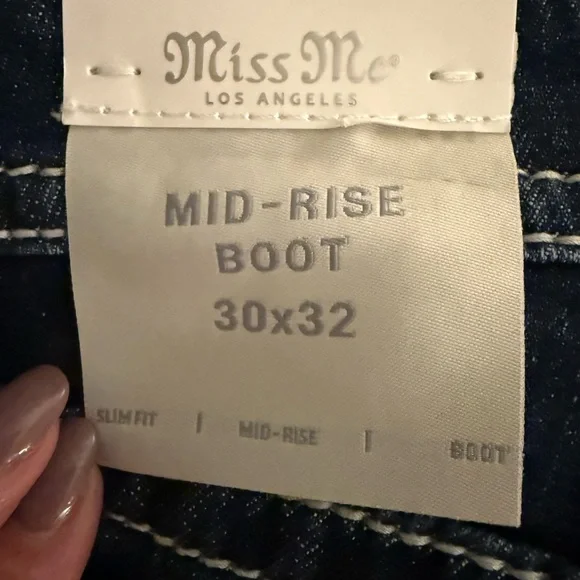 Miss Me®
LOS ANGELES
MID-RISE
BOOT
30x32
SLIM FIT | MID-RISE | BOOT